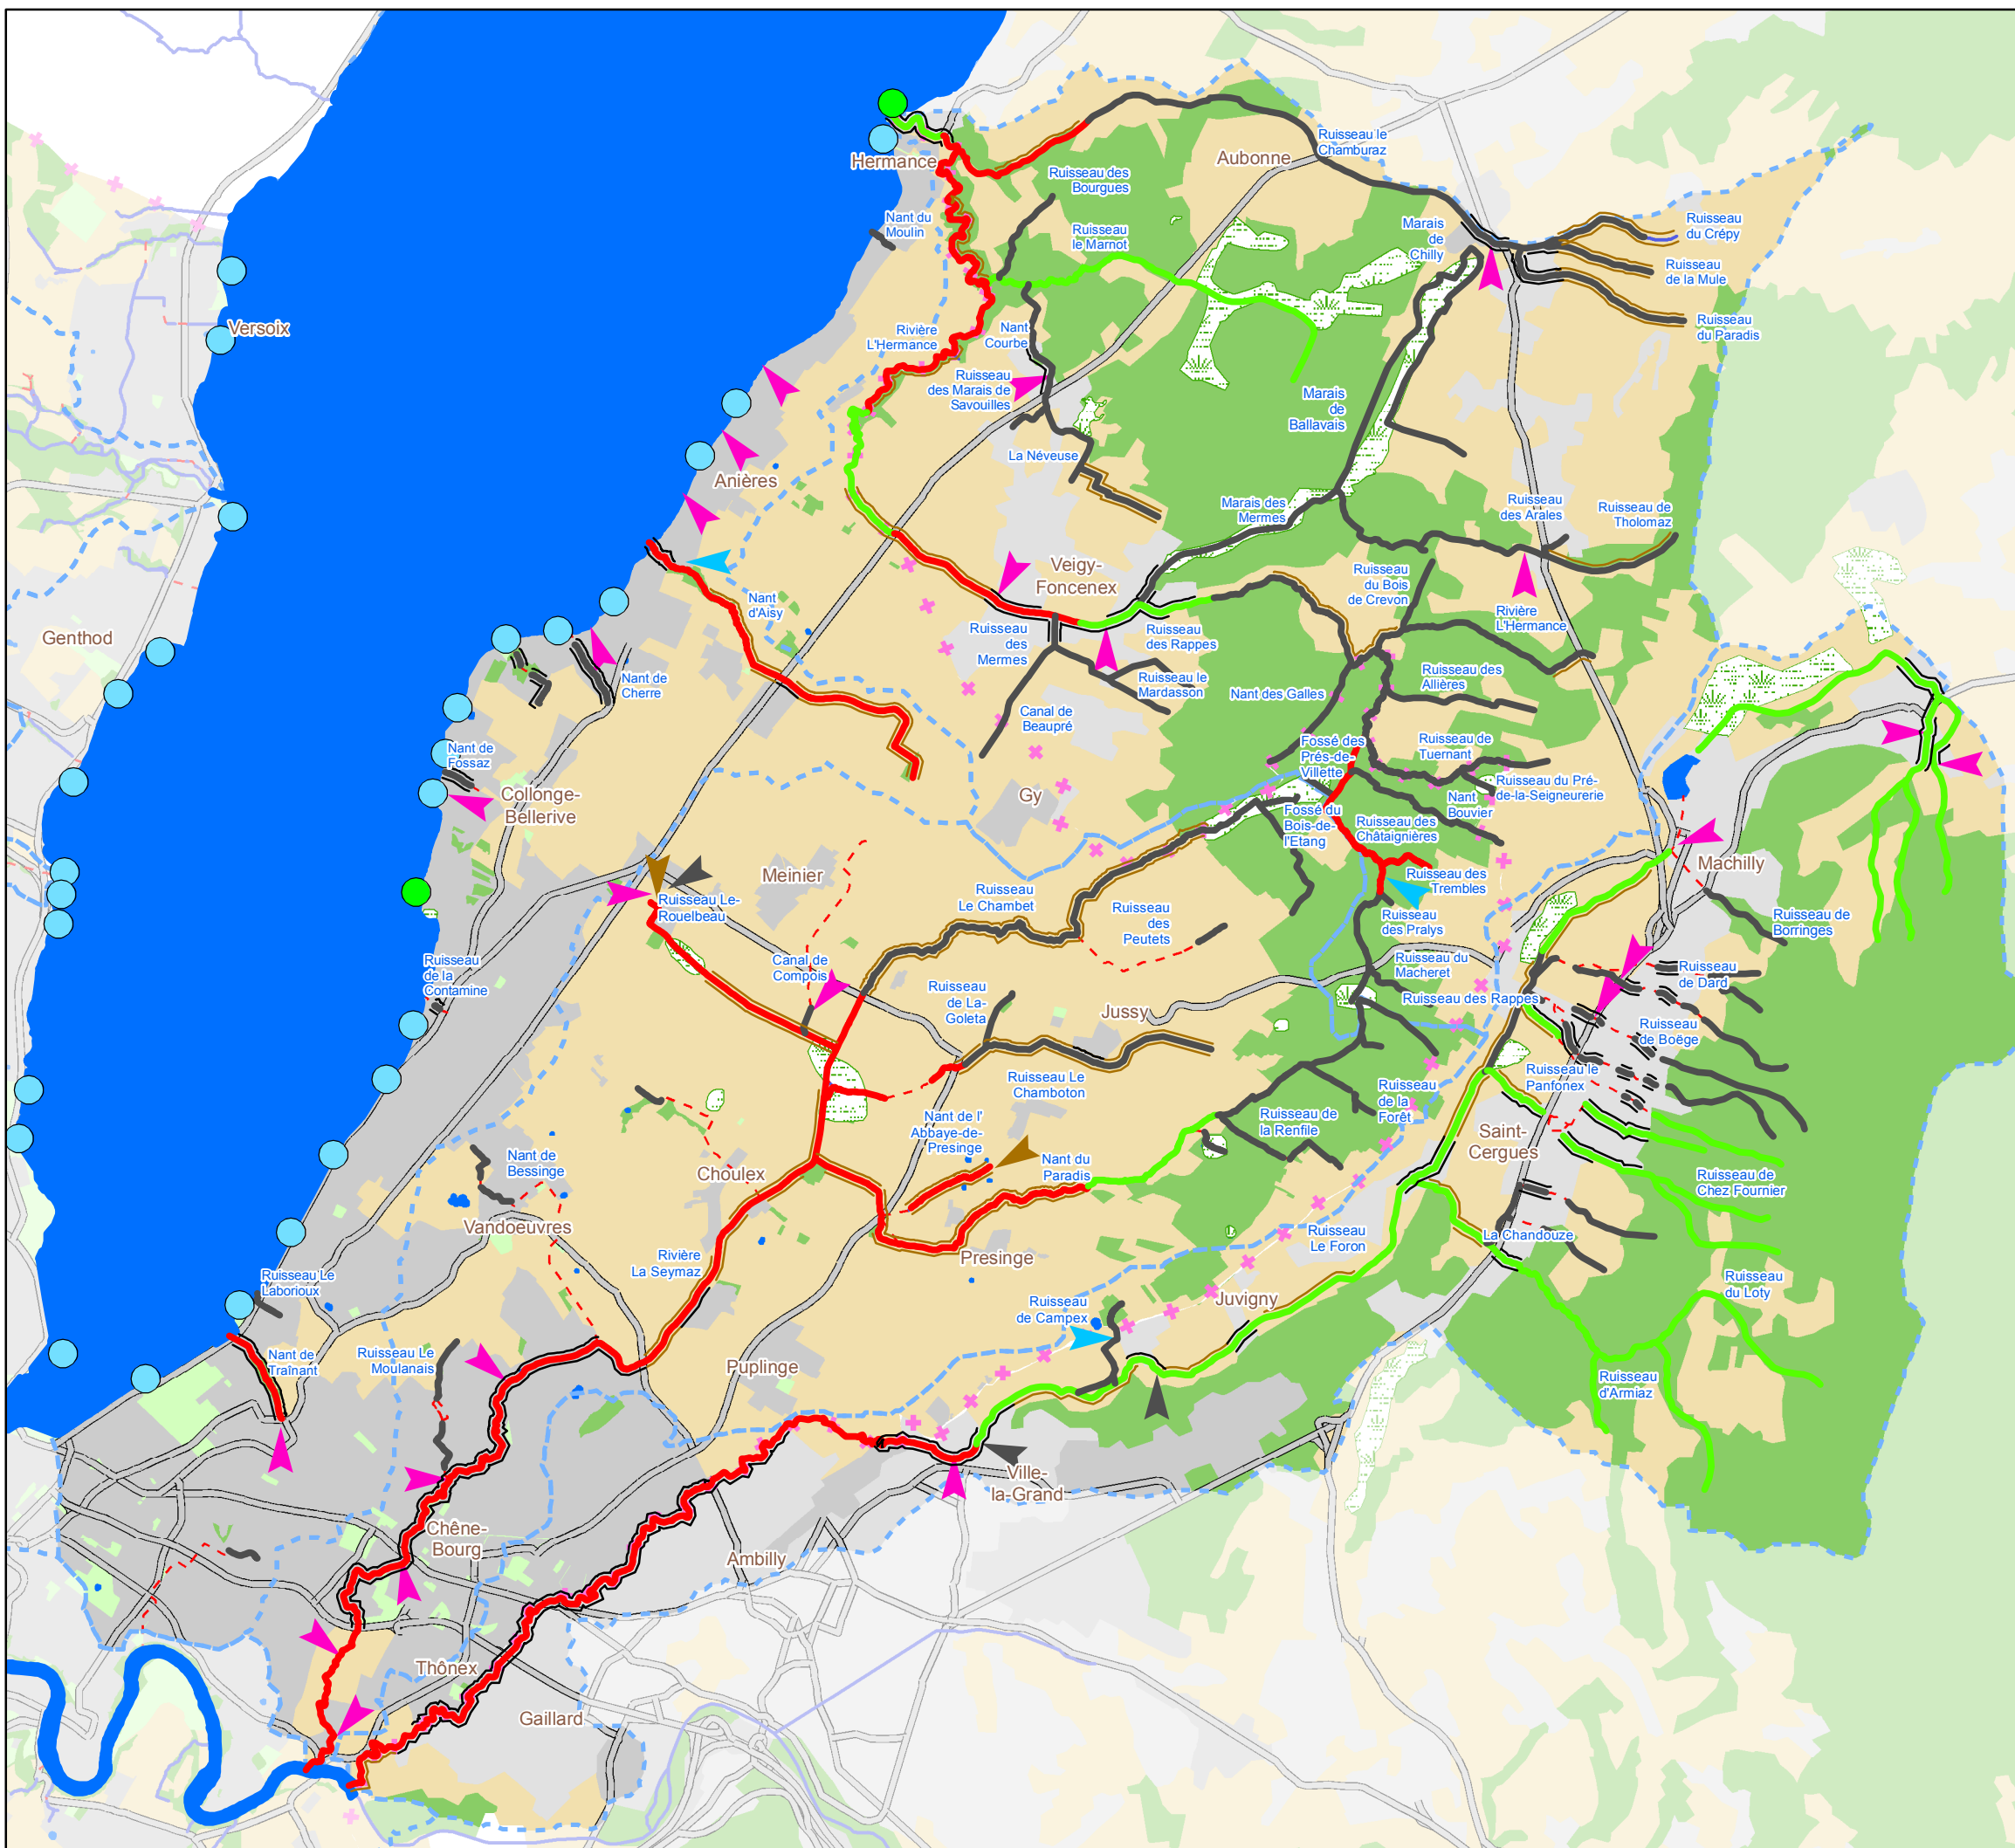 Ruisseau le
Chamburaz
Aubonne
Hermance
Ruisseau des
Bourgues
Nant du
Moulin
Ruisseau
le Marnot
Marais
de
Chilly
Ruisseau
du Crépy
Ruisseau
de la Mule
Ruisseau
du Paradis
Versoix
Rivière
L'Hermance
Nant
Courbe
Ruisseau
des Marais de
Savouilles
Marais
de
Ballavais
La Néveuse
Anières
Marais des
Mermes
Ruisseau
des Arales
Ruisseau de
Tholomaz
Veigy-
Foncenex
Ruisseau
du Bois
de Crevon
Nant
d'Aisy
Rivière
L'Hermance
Genthod
Ruisseau
des
Mermes
Ruisseau
des Rappes
Ruisseau le
Mardasson
Nant de
Cherre
Nant des Galles
Ruisseau des
Allières
Canal de
Beaupré
Nant de
Fossaz
Fossé des
Prés-de-
Villette
Ruisseau de
Tuernant
Ruisseau du Pré-
de-la-Seigneurerie
Collonge-
Bellerive
Gy
Nant
Bouvier
Fossé du
Bois-de-
l'Etang
Ruisseau des
Châtaignières
Machilly
Meinier
Ruisseau des
Trembles
Ruisseau Le-
Rouelbeau
Ruisseau
Le Chambet
Ruisseau
des
Peutets
Ruisseau
des Pralys
Ruisseau de
Borringes
Ruisseau
de la
Contamine
Canal de
Compois
Ruisseau du
Macheret
Ruisseau
de Dard
Ruisseau
de La-
Goleta
Jussy
Ruisseau des Rappes
Ruisseau
de Boëge
Ruisseau Le
Chamboton
Ruisseau le
Panfonex
Ruisseau
de la
Forêt
Nant de l'
Abbaye-de-
Presinge
Ruisseau de
la Renfile
Saint-
Cergues
Nant de
Bessinge
Choulex
Nant du
Paradis
Ruisseau de
Chez Fournier
Vandoeuvres
La Chandouze
Ruisseau
Le Foron
Rivière
La Seymaz
Presinge
Ruisseau Le
Laborioux
Ruisseau
du Loty
Ruisseau
de Campex
Juvigny
Nant de
Traînant
Ruisseau Le
Moulanais
Puplinge
Ruisseau
d'Armiaz
Ville-
la-Grand
Chêne-
Bourg
Ambilly
Thônex
Gaillard